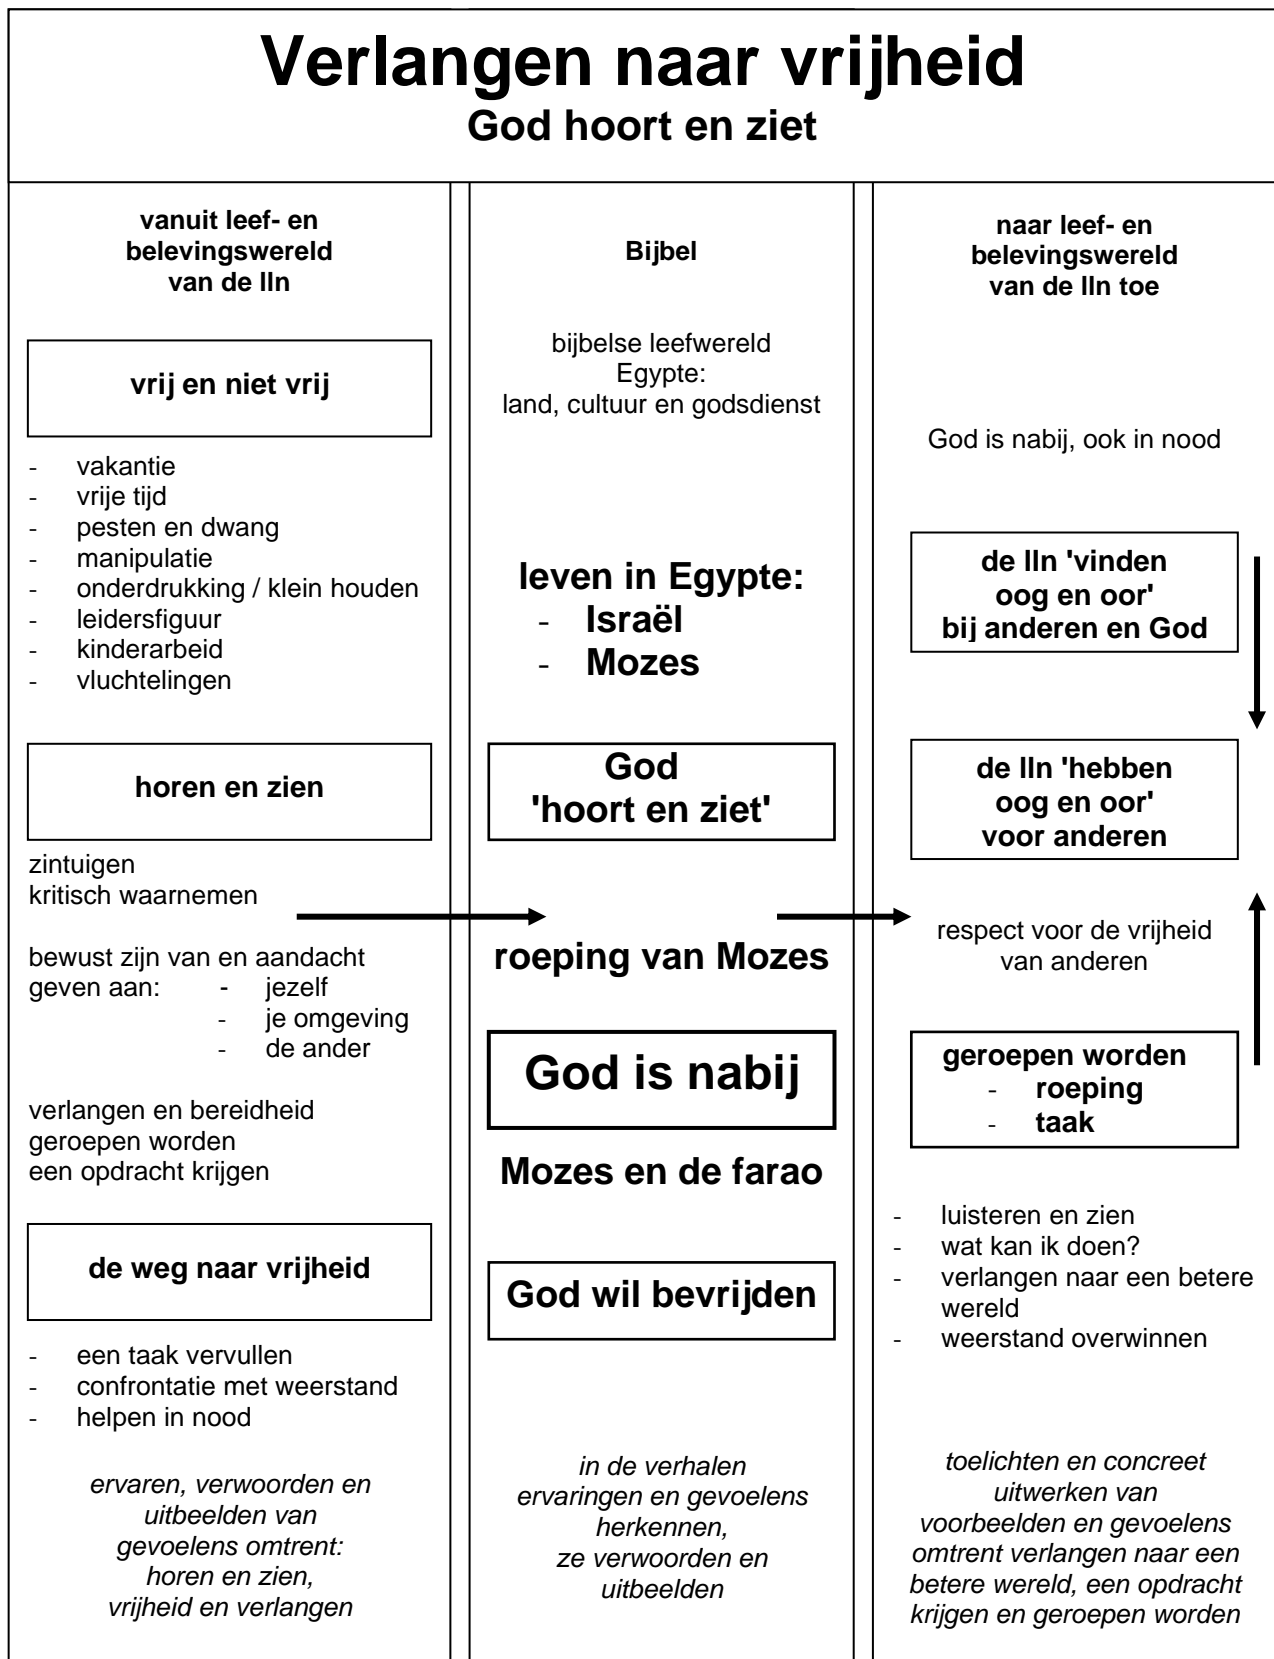 Verlangen naar vrijheid
God hoort en ziet
vanuit leef- en
belevingswereld
van de lln
vrij en niet vrij
- vakantie
- vrije tijd
- pesten en dwang
- manipulatie
- onderdrukking / klein houden
- leidersfiguur
- kinderarbeid
- vluchtelingen
horen en zien
zintuigen
kritisch waarnemen
bewust zijn van en aandacht
geven aan: - jezelf
- je omgeving
- de ander
verlangen en bereidheid
geroepen worden
een opdracht krijgen
de weg naar vrijheid
- een taak vervullen
- confrontatie met weerstand
- helpen in nood
ervaren, verwoorden en
uitbeelden van
gevoelens omtrent:
horen en zien,
vrijheid en verlangen
Bijbel
bijbelse leefwereld
Egypte:
land, cultuur en godsdienst
leven in Egypte:
- Israël
- Mozes
God
'hoort en ziet'
roeping van Mozes
God is nabij
Mozes en de farao
God wil bevrijden
in de verhalen
ervaringen en gevoelens
herkennen,
ze verwoorden en
uitbeelden
naar leef- en
belevingswereld
van de lln toe
God is nabij, ook in nood
de lln 'vinden
oog en oor'
bij anderen en God
de lln 'hebben
oog en oor'
voor anderen
respect voor de vrijheid
van anderen
geroepen worden
- roeping
- taak
- luisteren en zien
- wat kan ik doen?
- verlangen naar een betere
wereld
- weerstand overwinnen
toelichten en concreet
uitwerken van
voorbeelden en gevoelens
omtrent verlangen naar een
betere wereld, een opdracht
krijgen en geroepen worden